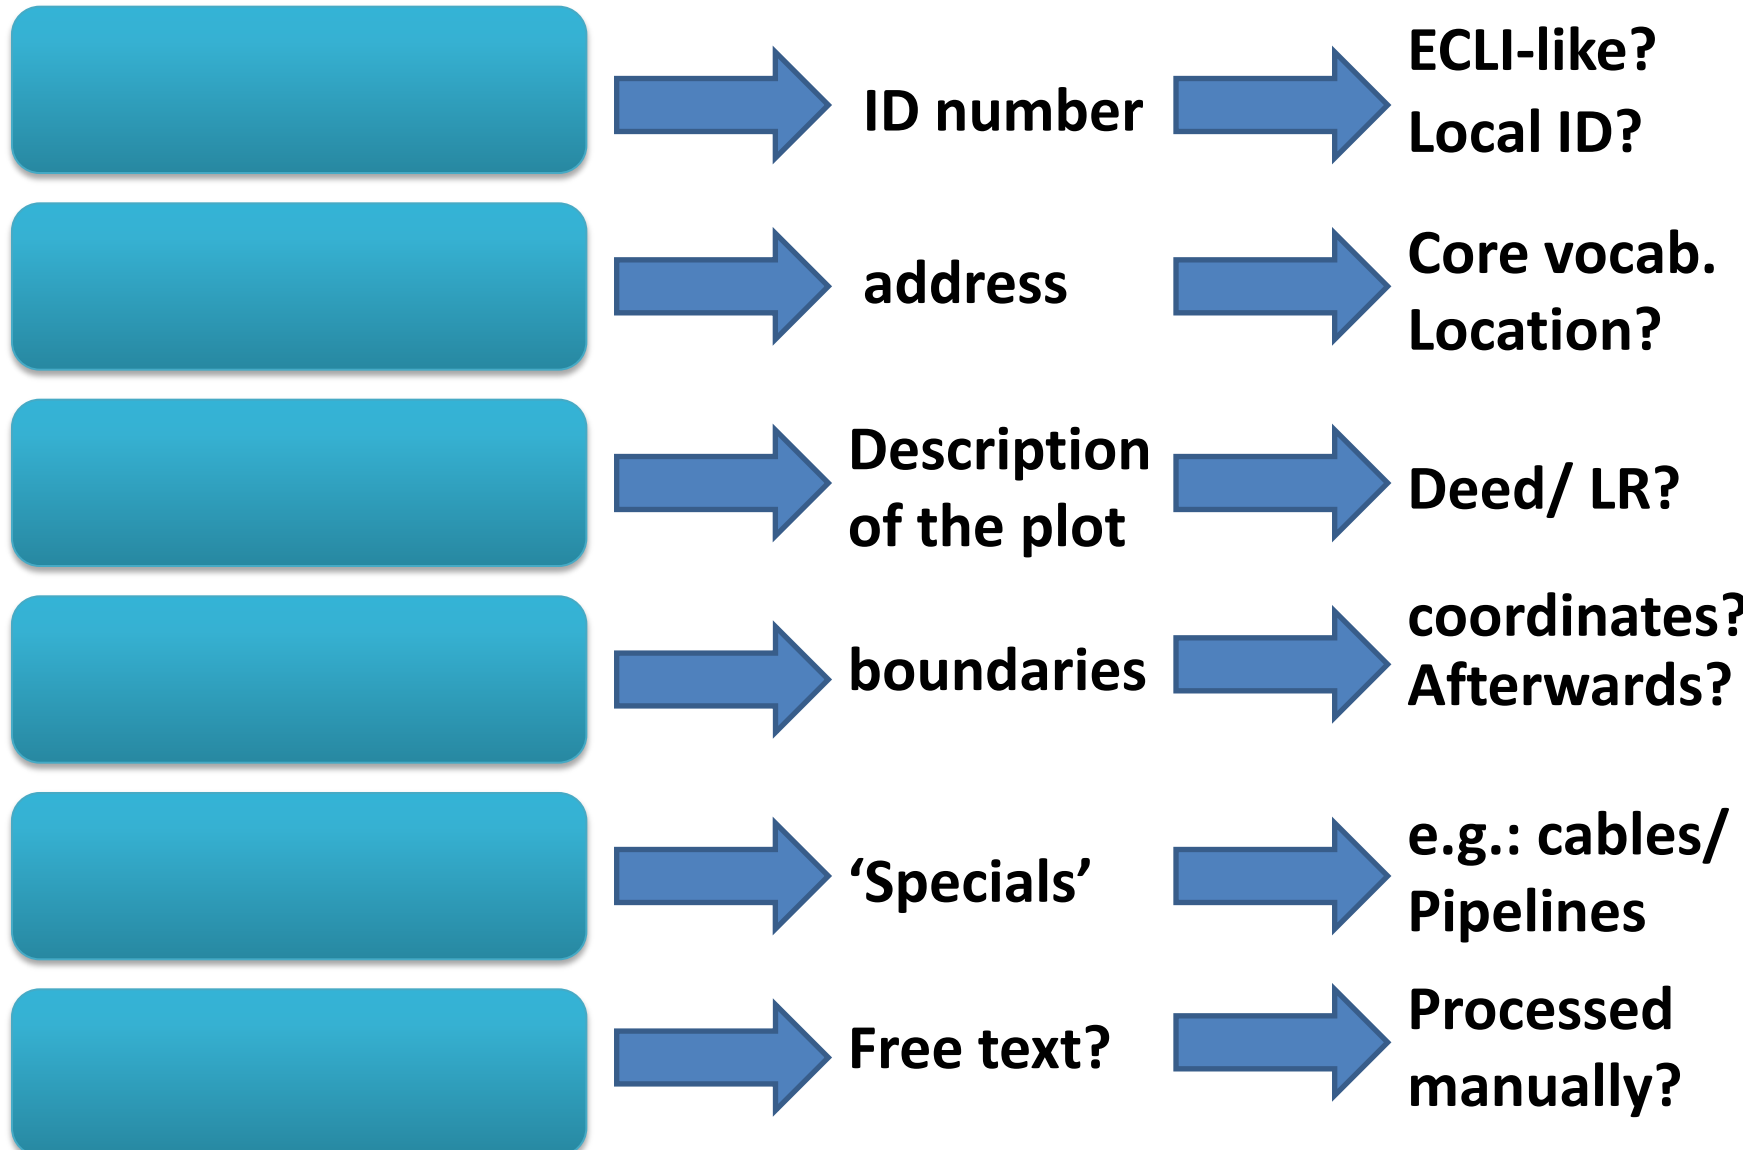 ID number
ECLI-like?
Local ID?
address
Core vocab.
Location?
Description
of the plot
Deed/ LR?
boundaries
coordinates?
Afterwards?
‘Specials’
e.g.: cables/
Pipelines
Free text?
Processed
manually?